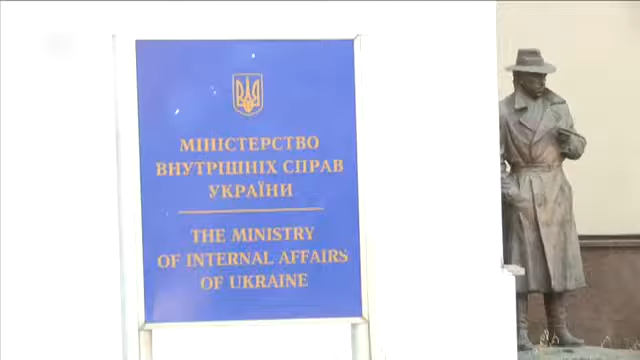 МІНІСТЕРСТВО
ВНУТРІШНІХ СПРАВ
УКРАЇНИ
THE MINISTRY
OF INTERNAL AFFAIRS
OF UKRAINE